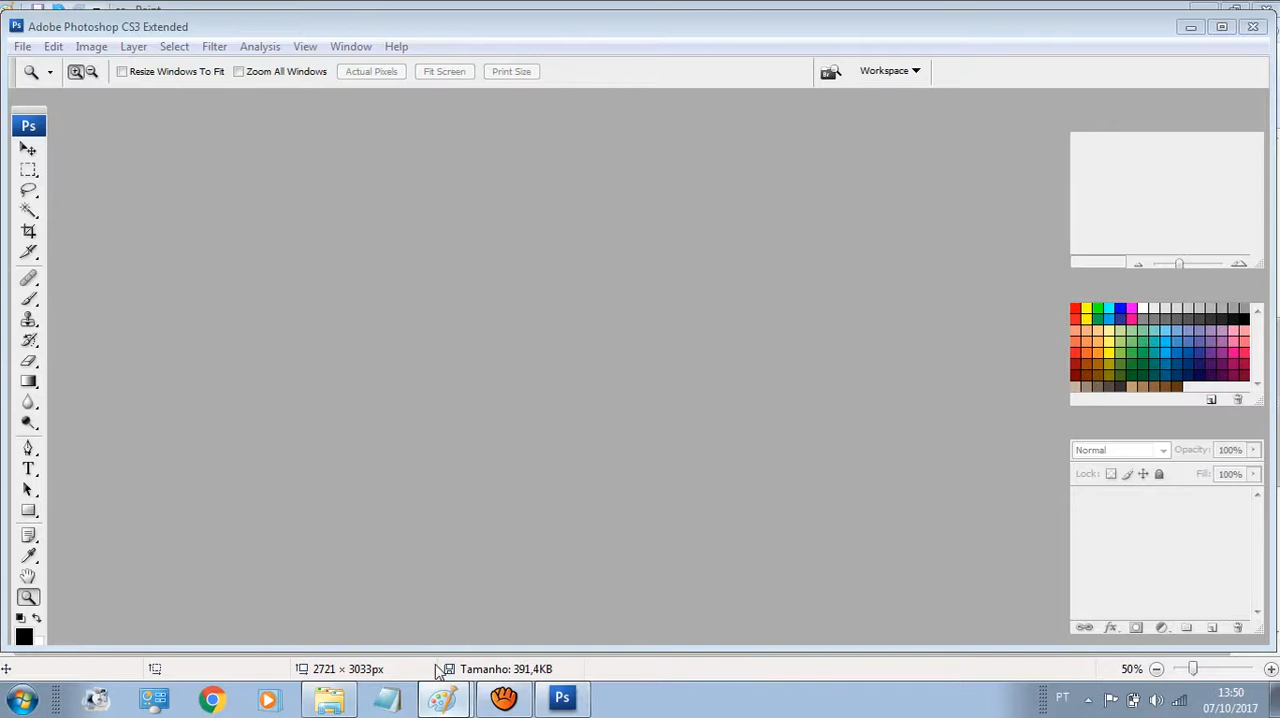 Ps Adobe Photoshop CS3 Extended
File Edit Image Layer Select Filter Analysis View Window Help
Resize Windows To Fit Zoom All Windows Actual Pixels Fit Screen Print Size Workspace
Ps
Normal Opacity: 100%
Lock: Fill: 100%
T
2721 × 3033px Tamanho: 391,4KB 50%
Ps PT 13:50
07/10/2017